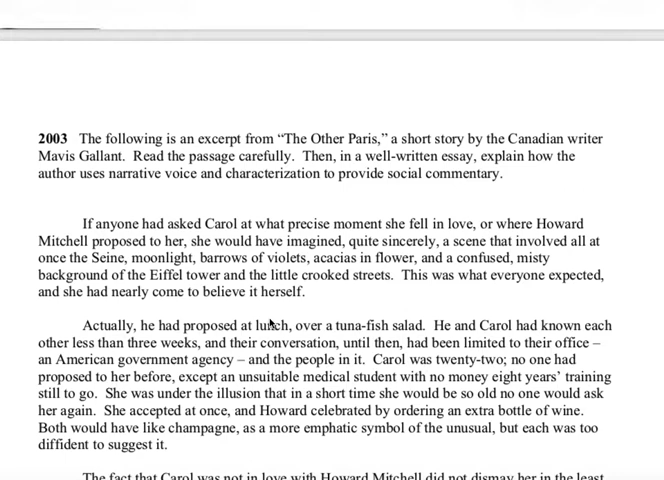 2003 The following is an excerpt from “The Other Paris,” a short story by the Canadian writer
Mavis Gallant. Read the passage carefully. Then, in a well-written essay, explain how the
author uses narrative voice and characterization to provide social commentary.
If anyone had asked Carol at what precise moment she fell in love, or where Howard
Mitchell proposed to her, she would have imagined, quite sincerely, a scene that involved all at
once the Seine, moonlight, barrows of violets, acacias in flower, and a confused, misty
background of the Eiffel tower and the little crooked streets. This was what everyone expected,
and she had nearly come to believe it herself.
Actually, he had proposed at lunch, over a tuna-fish salad. He and Carol had known each
other less than three weeks, and their conversation, until then, had been limited to their office –
an American government agency – and the people in it. Carol was twenty-two; no one had
proposed to her before, except an unsuitable medical student with no money eight years’ training
still to go. She was under the illusion that in a short time she would be so old no one would ask
her again. She accepted at once, and Howard celebrated by ordering an extra bottle of wine.
Both would have like champagne, as a more emphatic symbol of the unusual, but each was too
diffident to suggest it.
The fact that Carol was not in love with Howard Mitchell did not dismay her in the least